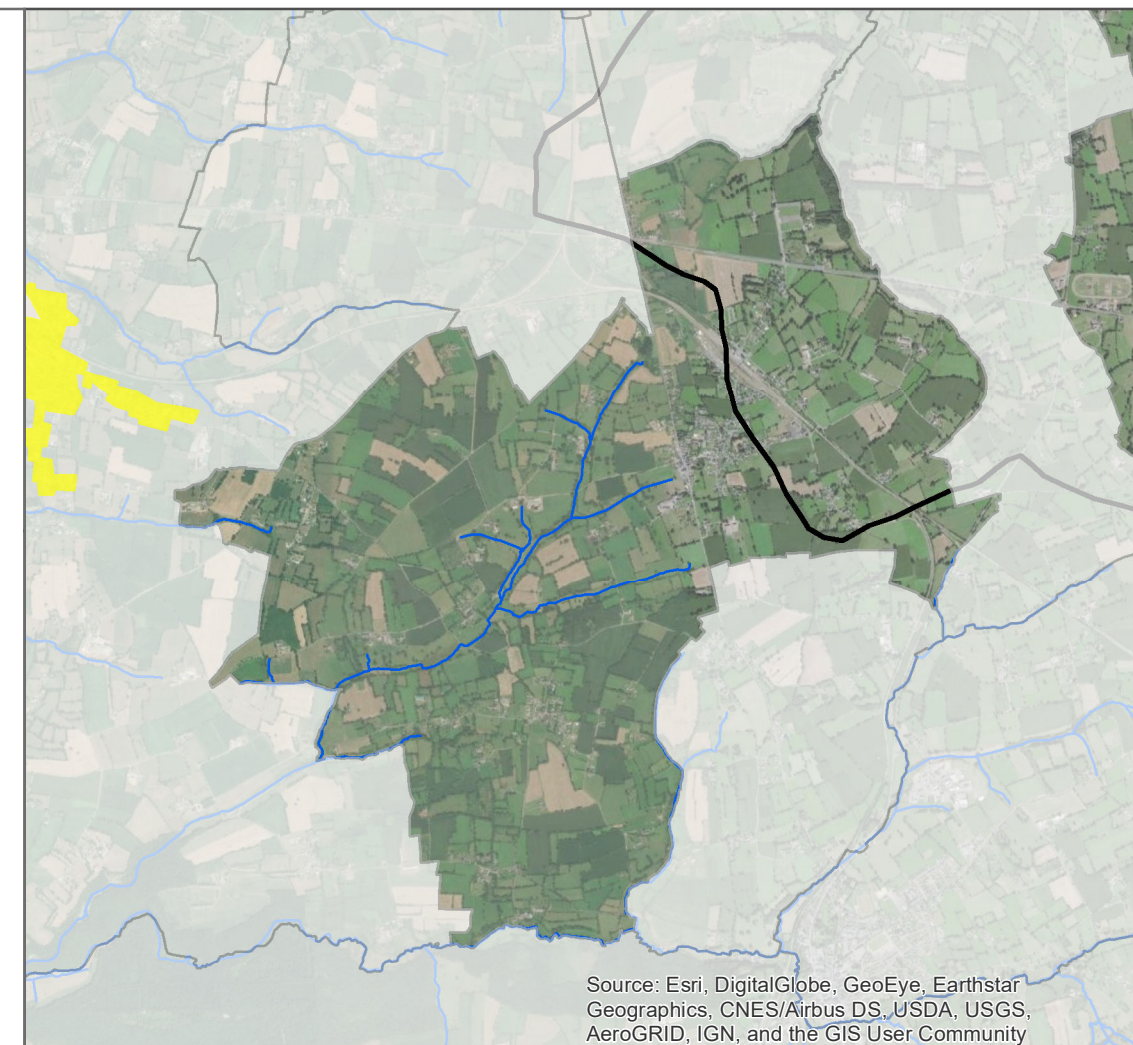 Source: Esri, DigitalGlobe, GeoEye, Earthstar
Geographics, CNES/Airbus DS, USDA, USGS,
AeroGRID, IGN, and the GIS User Community